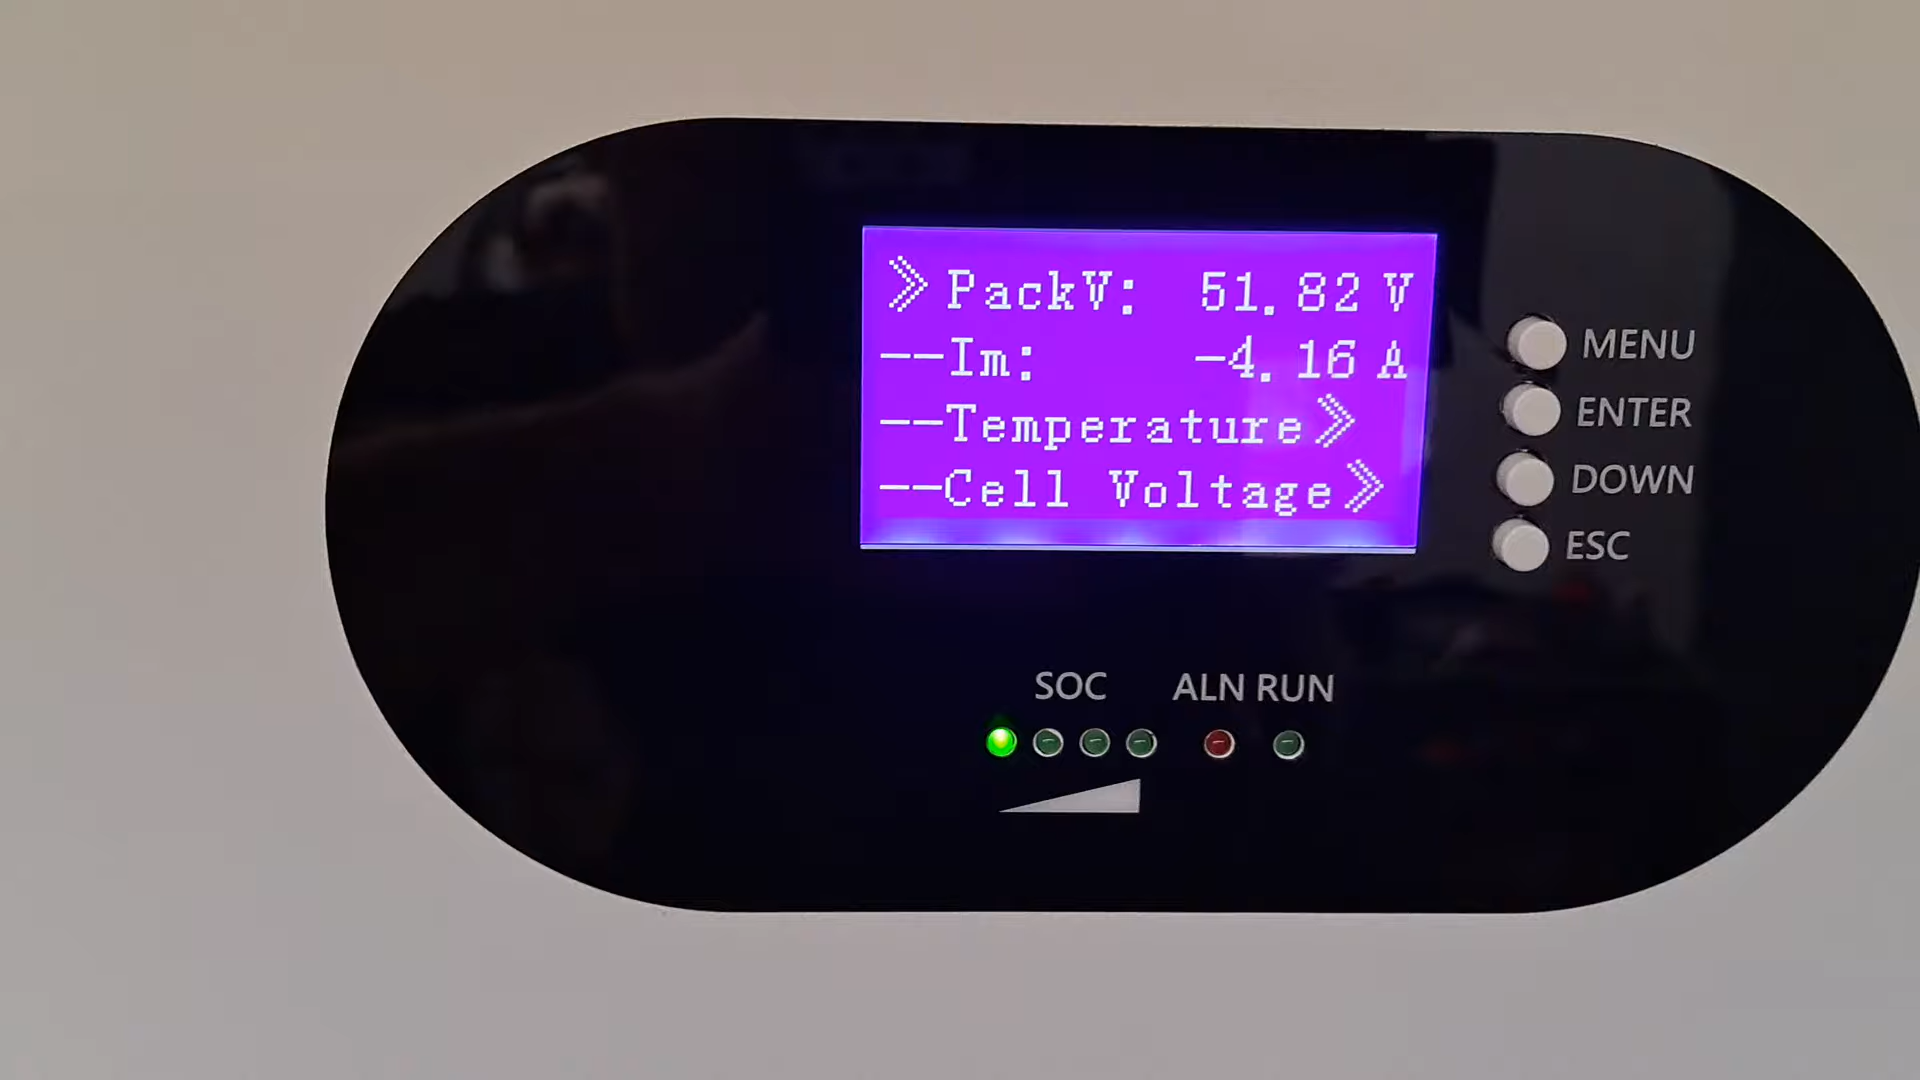 》PackV: 51.82 V
--Im: -4.16 A
--Temperature》
--Cell Voltage》
MENU
ENTER
DOWN
ESC
SOC ALN RUN